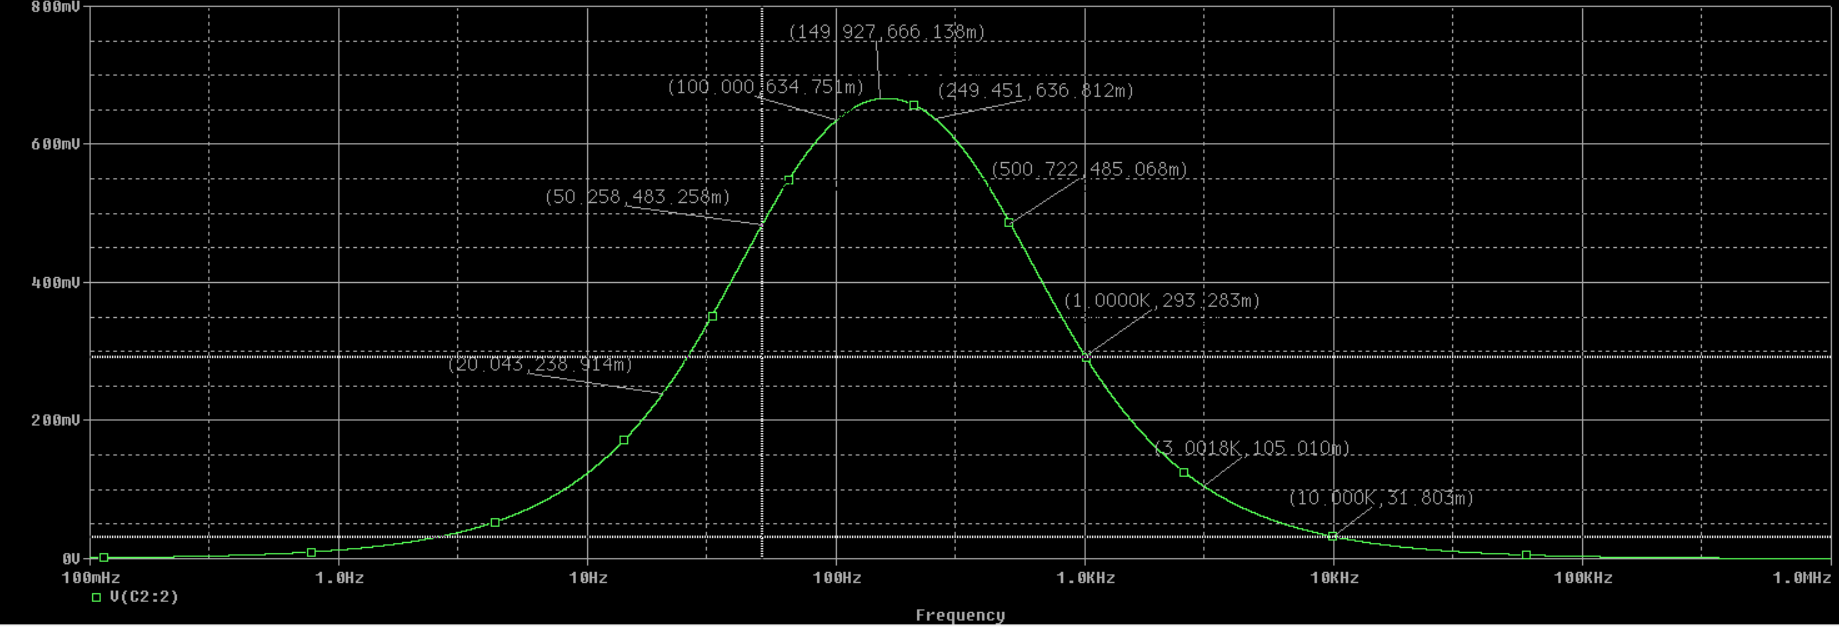 800mV
(149.927,666.138m)
(100.000,634.751m)
(249.451,636.812m)
600mV
(500.722,485.068m)
(50.258,483.258m)
400mV
(1.0000K,293.283m)
(20.043,238.914m)
200mV
(3.0018K,105.010m)
(10.000K,31.803m)
0V
100mHz 1.0Hz 10Hz 100Hz 1.0KHz 10KHz 100KHz 1.0MHz
V(C2:2)
Frequency